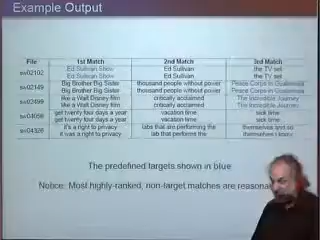 Example Output
File 1st Match 2nd Match 3rd Match
sw02102 Ed Sullivan Show Ed Sullivan the TV set
Ed Sullivan Show Ed Sullivan the TV set
sw02149 Big Brother Big Sister thousand people without power Peace Corps in Guatemala
Big Brother Big Sister thousand people without power Peace Corps in Guatemala
sw02499 like a Walt Disney film critically acclaimed The Incredible Journey
like a Walt Disney film critically acclaimed The Incredible Journey
sw04056 get twenty four days a year vacation time sick time
get twenty four days a year vacation time sick time
sw04326 it's a right to privacy labs that are performing the themselves and so
it was a right to privacy lab that performs the themselves I
The predefined targets shown in blue
Notice: Most highly-ranked, non-target matches are